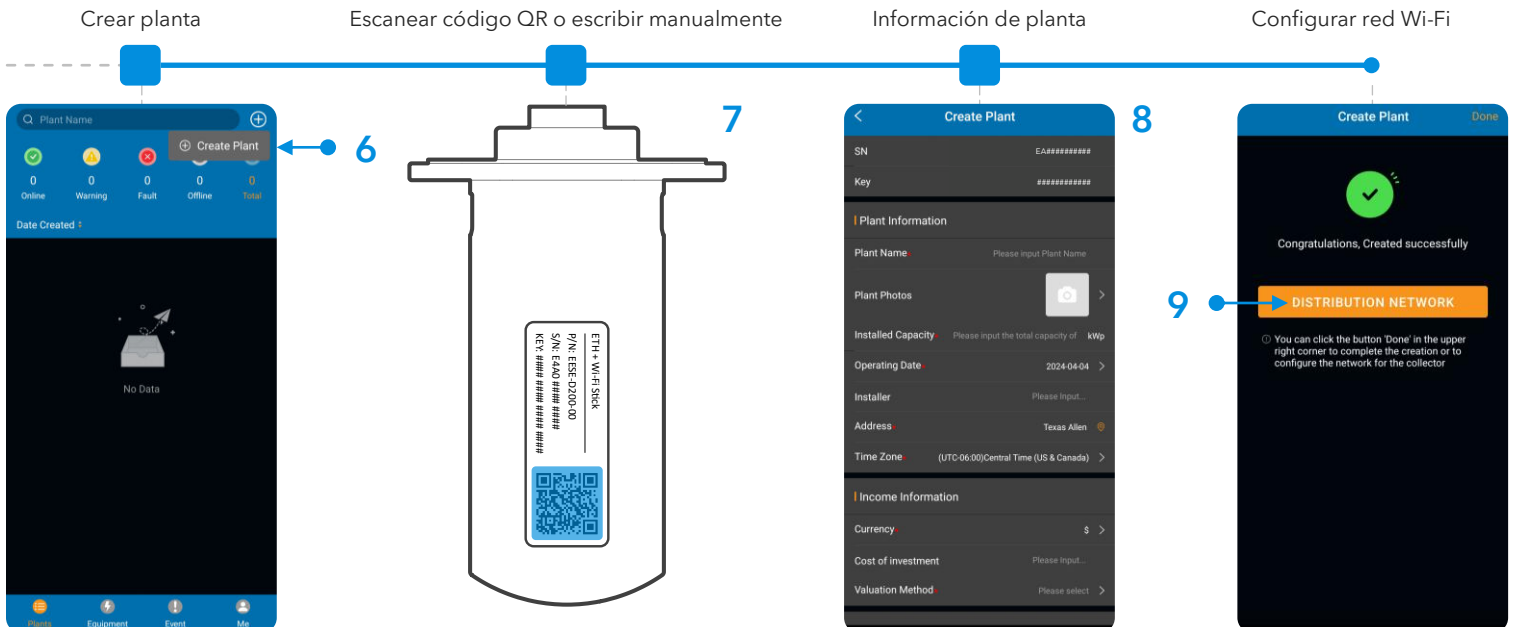 Crear planta
Escanear código QR o escribir manualmente
Información de planta
Configurar red Wi-Fi
Plant Name
Create Plant
6
0
0
0
0
0
Online
Warning
Fault
Offline
Total
Date Created
No Data
Plants
Equipment
Event
Me
7
ETH + Wi-Fi Stick
P/N: EESE-D200-00
S/N: E4A0 #### ####
KEY: #### #### #### ####
8
Create Plant
SN EA##########
Key ############
Plant Information
Plant Name* Please input Plant Name
Plant Photos
Installed Capacity* Please input the total capacity of kWp
Operating Date* 2024-04-04
Installer Please input...
Address* Texas Allen
Time Zone* (UTC-06:00)Central Time (US & Canada)
Income Information
Currency* $
Cost of investment Please input...
Valuation Method* Please select
Create Plant
Done
Congratulations, Created successfully
9
DISTRIBUTION NETWORK
You can click the button 'Done' in the upper
right corner to complete the creation or to
configure the network for the collector